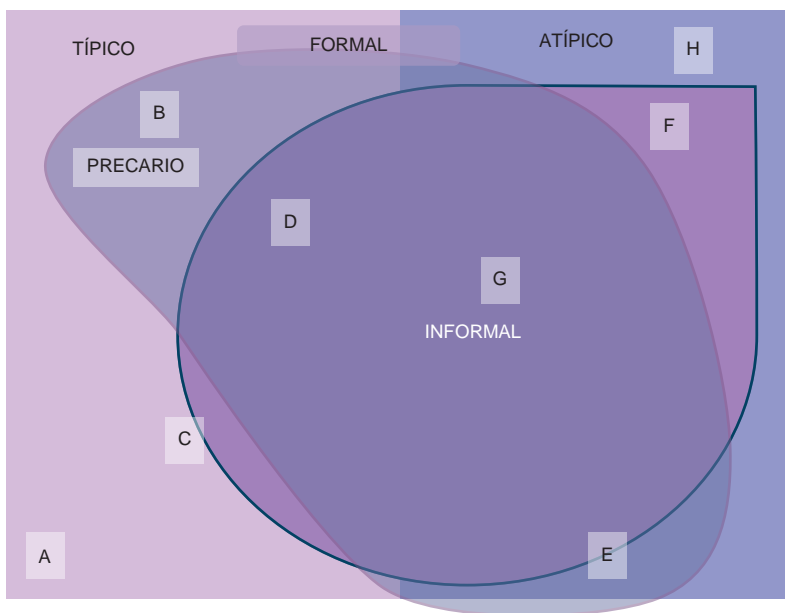 TÍPICO
FORMAL
ATÍPICO
H
B
F
PRECARIO
D
G
INFORMAL
C
A
E